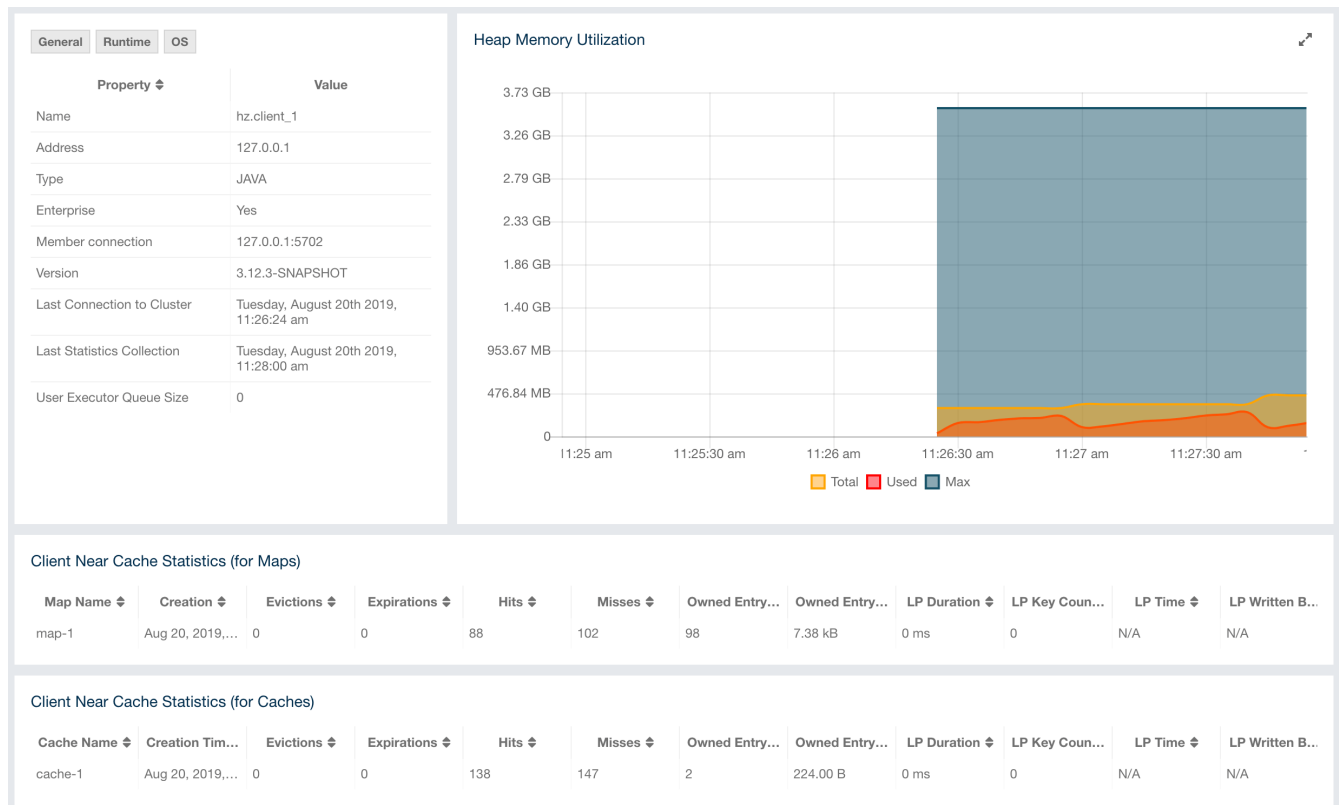 General Runtime OS
Property Value
Name hz.client_1
Address 127.0.0.1
Type JAVA
Enterprise Yes
Member connection 127.0.0.1:5702
Version 3.12.3-SNAPSHOT
Last Connection to Cluster Tuesday, August 20th 2019,
11:26:24 am
Last Statistics Collection Tuesday, August 20th 2019,
11:28:00 am
User Executor Queue Size 0
Heap Memory Utilization
3.73 GB
3.26 GB
2.79 GB
2.33 GB
1.86 GB
1.40 GB
953.67 MB
476.84 MB
0
11:25 am 11:25:30 am 11:26 am 11:26:30 am 11:27 am 11:27:30 am
Total Used Max
Client Near Cache Statistics (for Maps)
Map Name Creation Evictions Expirations Hits Misses Owned Entry... Owned Entry... LP Duration LP Key Coun... LP Time LP Written B...
map-1 Aug 20, 2019,... 0 0 88 102 98 7.38 kB 0 ms 0 N/A N/A
Client Near Cache Statistics (for Caches)
Cache Name Creation Tim... Evictions Expirations Hits Misses Owned Entry... Owned Entry... LP Duration LP Key Coun... LP Time LP Written B...
cache-1 Aug 20, 2019,... 0 0 138 147 2 224.00 B 0 ms 0 N/A N/A